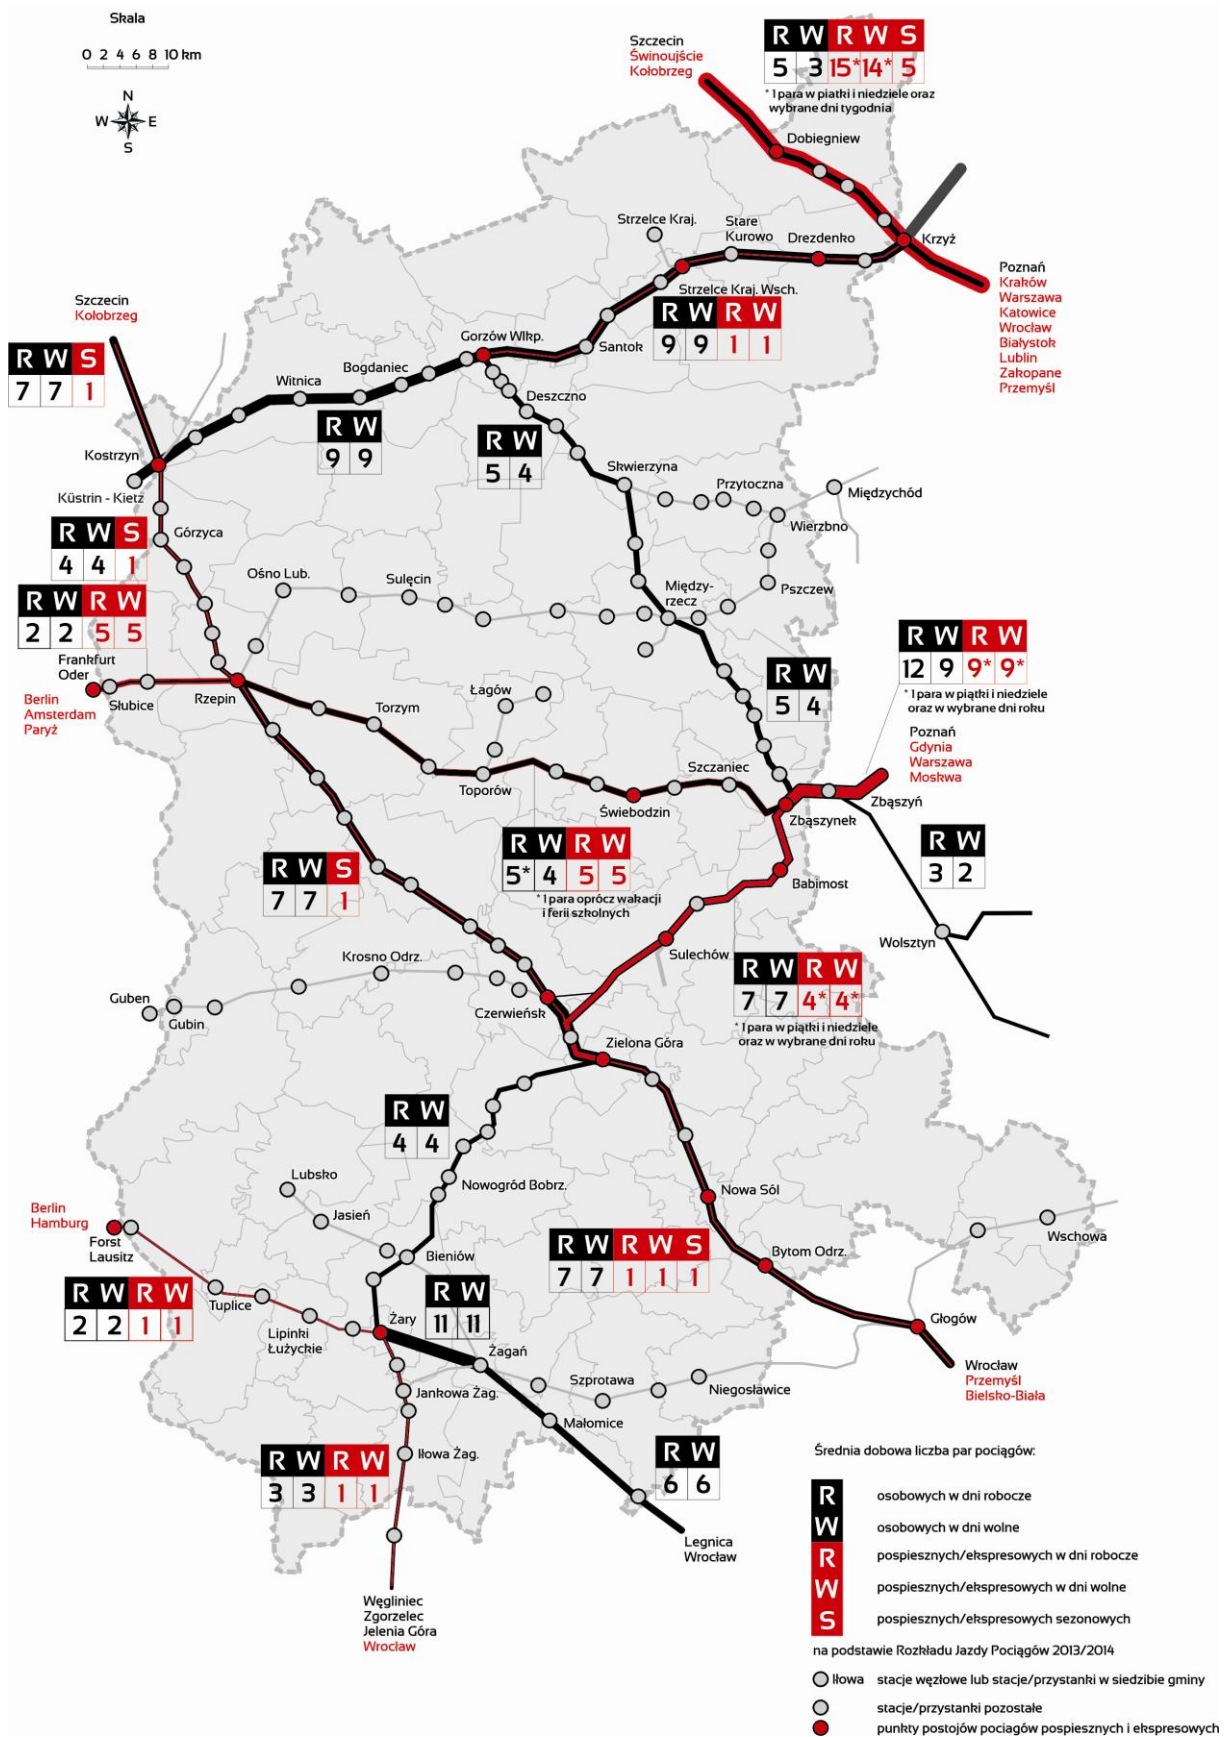 Skala
0 2 4 6 8 10 km
N
W E
S
Szczecin
Świnoujście
Kołobrzeg
R W R W S
5 3 15* 14* 5
* 1 para w piatki i niedziele oraz
wybrane dni tygodnia
Dobiegniew
Strzelce Kraj.
Stare
Kurowo
Drezdenko
Krzyż
Strzelce Kraj. Wsch.
R W R W
9 9 1 1
Poznań
Kraków
Warszawa
Katowice
Wrocław
Białystok
Lublin
Zakopane
Przemyśl
Szczecin
Kołobrzeg
R W S
7 7 1
Gorzów Wlkp.
Santok
Bogdaniec
Witnica
Deszczno
R W
9 9
R W
5 4
Kostrzyn
Küstrin - Kietz
Skwierzyna
Przytoczna
Międzychód
Wierzbno
R W S
4 4 1
Górzyca
Ośno Lub.
Sulęcin
Między-
rzecz
Pszczew
R W R W
2 2 5 5
Frankfurt
Oder
Berlin
Amsterdam
Paryż
Słubice
Rzepin
Torzym
Łagów
R W
5 4
R W R W
12 9 9* 9*
* 1 para w piątki i niedziele
oraz w wybrane dni roku
Poznań
Gdynia
Warszawa
Moskwa
Toporów
Szczaniec
Świebodzin
Zbąszynek
Zbąszyń
R W S
7 7 1
R W R W
5* 4 5 5
* 1 para oprócz wakacji
i ferii szkolnych
Babimost
R W
3 2
Wolsztyn
Sulechów
R W R W
7 7 4* 4*
* 1 para w piątki i niedziele
oraz w wybrane dni roku
Krosno Odrz.
Guben
Gubin
Czerwieńsk
Zielona Góra
R W
4 4
Lubsko
Jasień
Nowogród Bobrz.
Nowa Sól
Berlin
Hamburg
Forst
Lausitz
Bieniów
R W R W S
7 7 1 1 1
Bytom Odrz.
Wschowa
R W R W
2 2 1 1
Tuplice
Lipinki
Łużyckie
Żary
R W
11 11
Żagań
Głogów
Jankowa Żag.
Szprotawa
Niegosławice
Małomice
Wrocław
Przemyśl
Bielsko-Biała
R W R W
3 3 1 1
Iłowa Żag.
R W
6 6
Legnica
Wrocław
Węgliniec
Zgorzelec
Jelenia Góra
Wrocław
Średnia dobowa liczba par pociągów:
R osobowych w dni robocze
W osobowych w dni wolne
R pospiesznych/ekspresowych w dni robocze
W pospiesznych/ekspresowych w dni wolne
S pospiesznych/ekspresowych sezonowych
na podstawie Rozkładu Jazdy Pociągów 2013/2014
Iłowa stacje węzłowe lub stacje/przystanki w siedzibie gminy
stacje/przystanki pozostałe
punkty postojów pociągów pospiesznych i ekspresowych